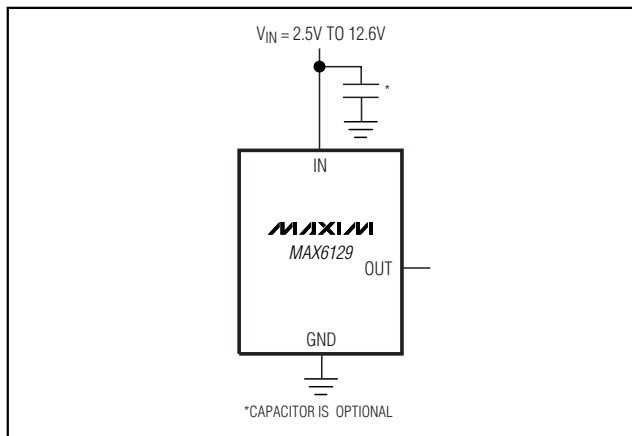 V_IN = 2.5V TO 12.6V
*
IN
MAXIM
MAX6129
OUT
GND
*CAPACITOR IS OPTIONAL